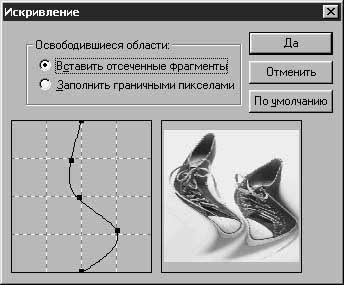 Искривление
Освободившиеся области:
Вставить отсеченные фрагменты
Заполнить граничными пикселами
Да
Отменить
По умолчанию